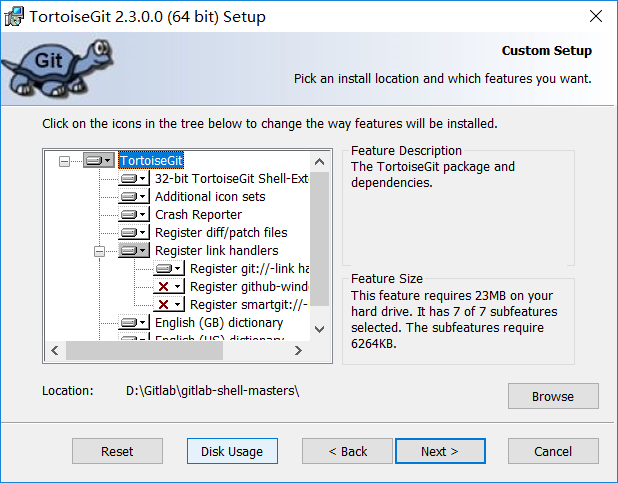 TortoiseGit 2.3.0.0 (64 bit) Setup
Git
Custom Setup
Pick an install location and which features you want.
Click on the icons in the tree below to change the way features will be installed.
TortoiseGit
32-bit TortoiseGit Shell-Exte
Additional icon sets
Crash Reporter
Register diff/patch files
Register link handlers
Register git://-link ha
Register github-wind
Register smartgit://-
English (GB) dictionary
English (US) dictionary
Feature Description
The TortoiseGit package and
dependencies.
Feature Size
This feature requires 23MB on your
hard drive. It has 7 of 7 subfeatures
selected. The subfeatures require
6264KB.
Location: D:\Gitlab\gitlab-shell-masters\
Browse
Reset
Disk Usage
< Back
Next >
Cancel